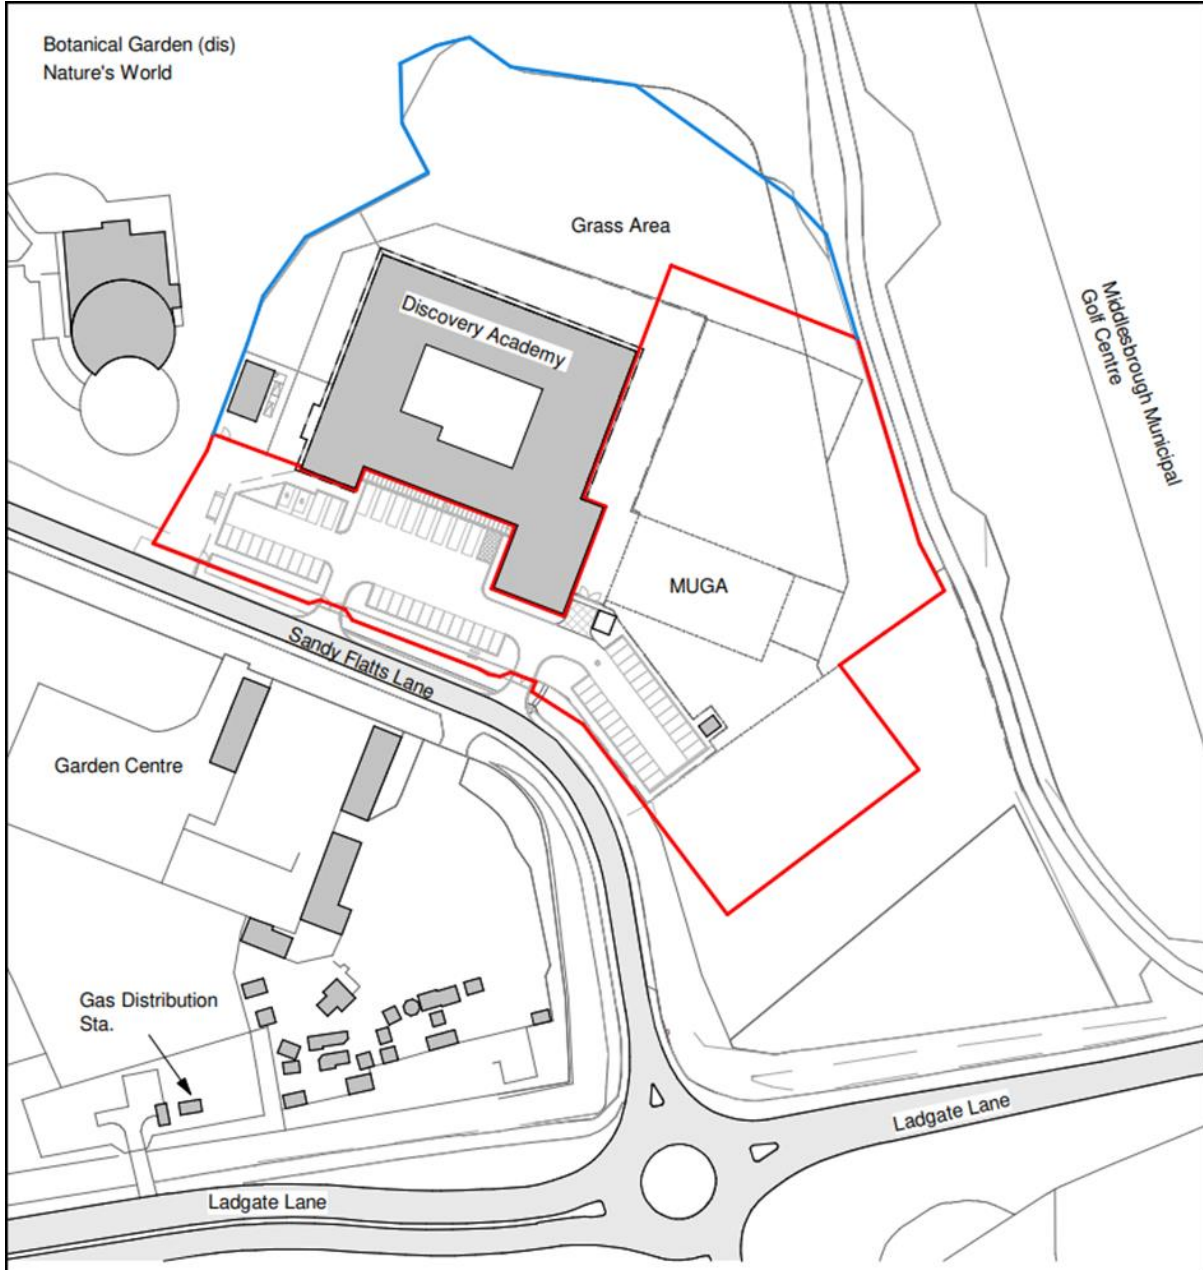 Botanical Garden (dis)
Nature's World
Grass Area
Discovery Academy
Middlesbrough Municipal
Golf Centre
MUGA
Sandy Flatts Lane
Garden Centre
Gas Distribution
Sta.
Ladgate Lane
Ladgate Lane